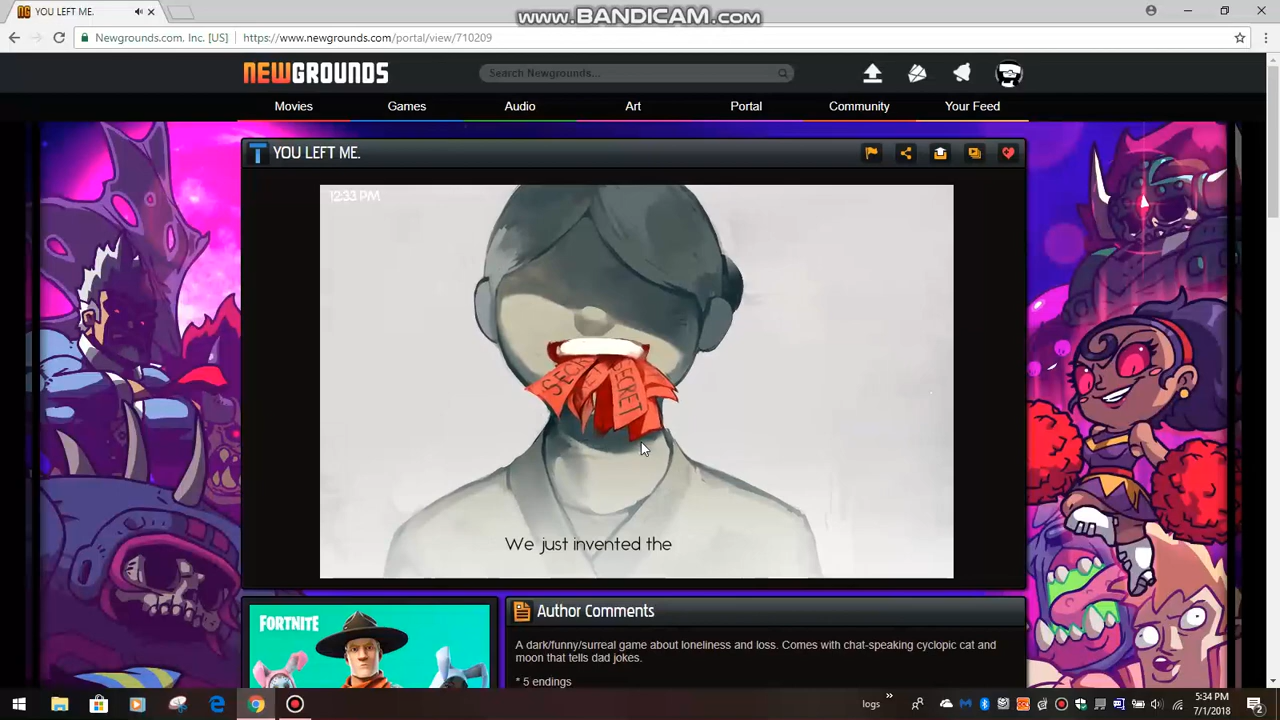 www.BANDICAM.com
YOU LEFT ME.
Newgrounds.com, Inc. [US]
https://www.newgrounds.com/portal/view/710209
NEWGROUNDS
Search Newgrounds...
Movies
Games
Audio
Art
Portal
Community
Your Feed
YOU LEFT ME.
12:33 PM
SECRET
We just invented the
FORTNITE
Author Comments
A dark/funny/surreal game about loneliness and loss. Comes with chat-speaking cyclopic cat and
moon that tells dad jokes.
* 5 endings
logs
»
5:34 PM
7/1/2018
2